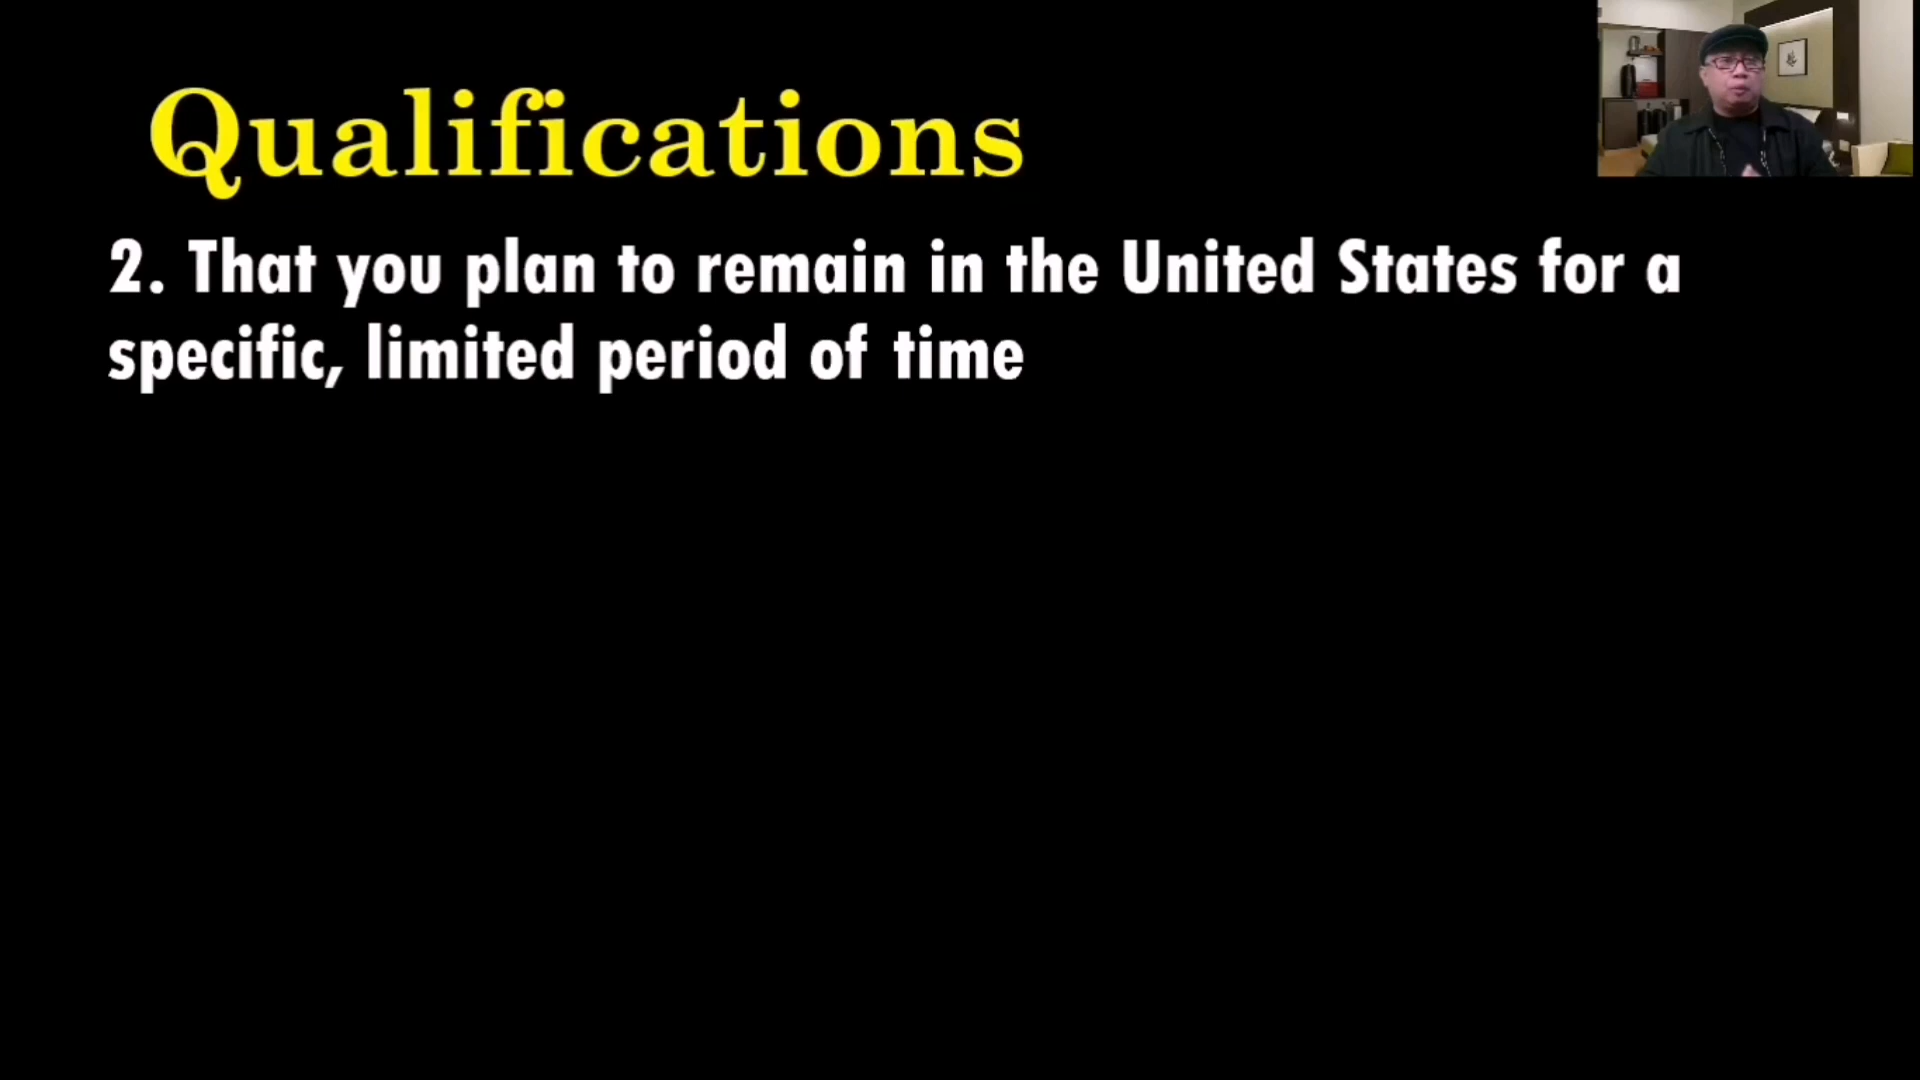 Qualifications
2. That you plan to remain in the United States for a
specific, limited period of time